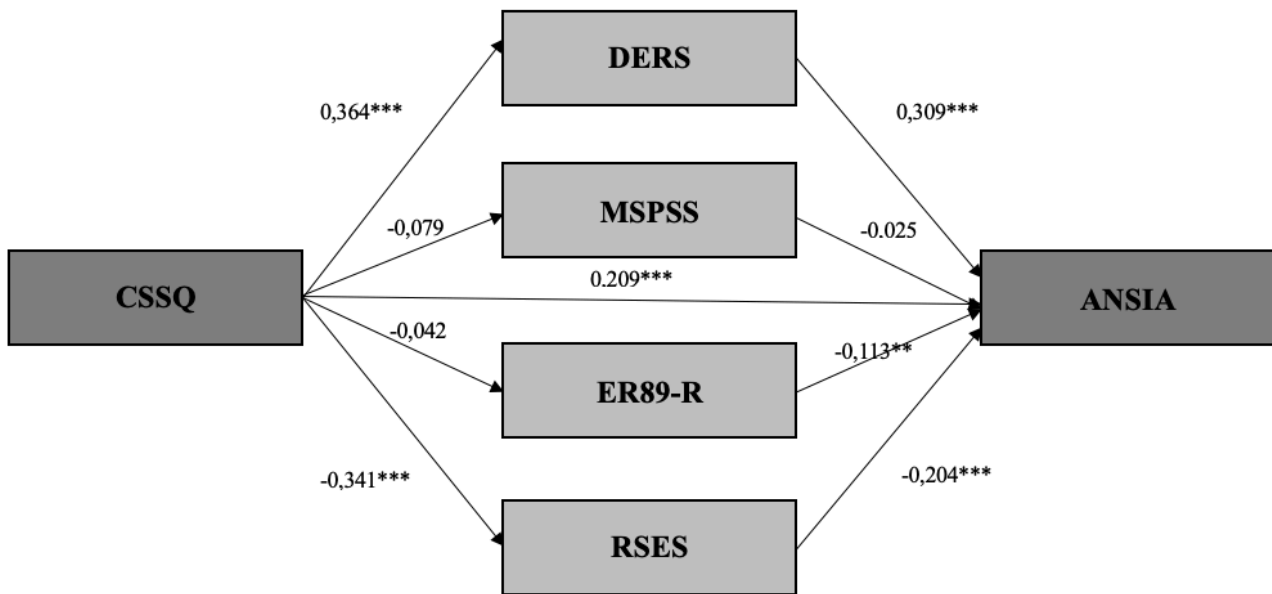 DERS
0,364***
0,309***
MSPSS
-0,079
-0.025
CSSQ
0.209***
ANSIA
-0,042
-0,113**
ER89-R
-0,341***
-0,204***
RSES